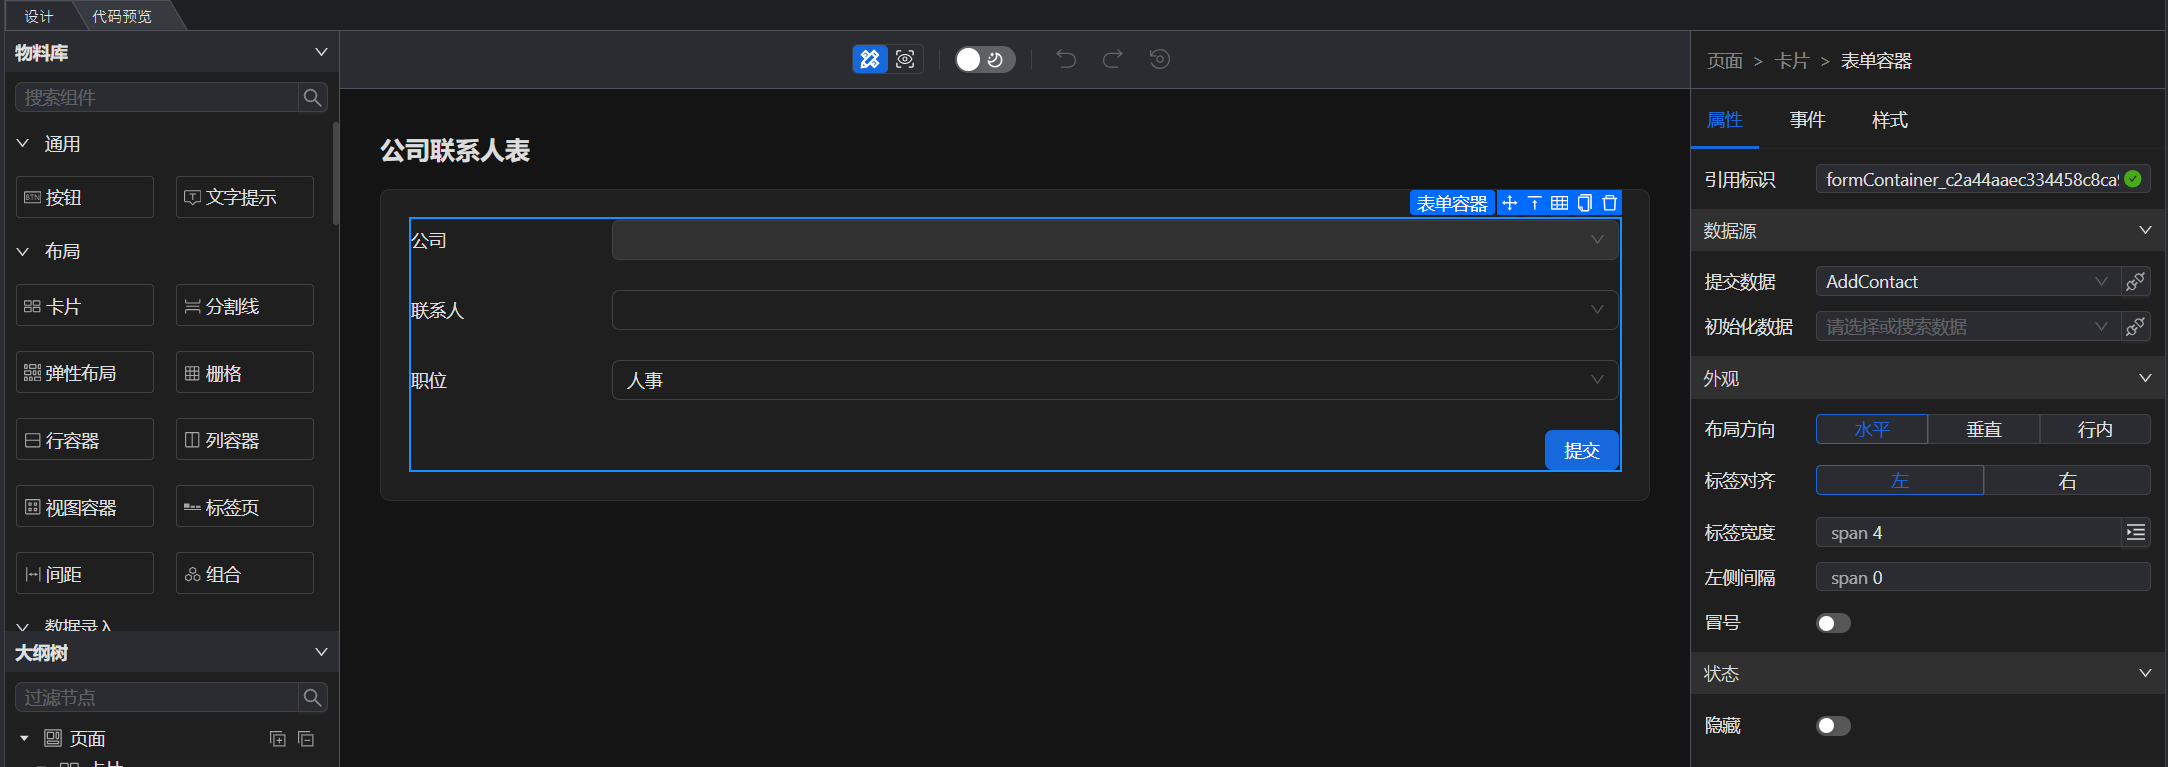 设计
代码预览
物料库
搜索组件
通用
按钮
文字提示
布局
卡片
分割线
弹性布局
栅格
行容器
列容器
视图容器
标签页
间距
组合
数据录入
大纲树
过滤节点
页面
卡片
公司联系人表
表单容器
公司
联系人
职位
人事
提交
页面 > 卡片 > 表单容器
属性
事件
样式
引用标识
formContainer_c2a44aaec334458c8ca9
数据源
提交数据
AddContact
初始化数据
请选择或搜索数据
外观
布局方向
水平
垂直
行内
标签对齐
左
右
标签宽度
span 4
左侧间隔
span 0
冒号
状态
隐藏